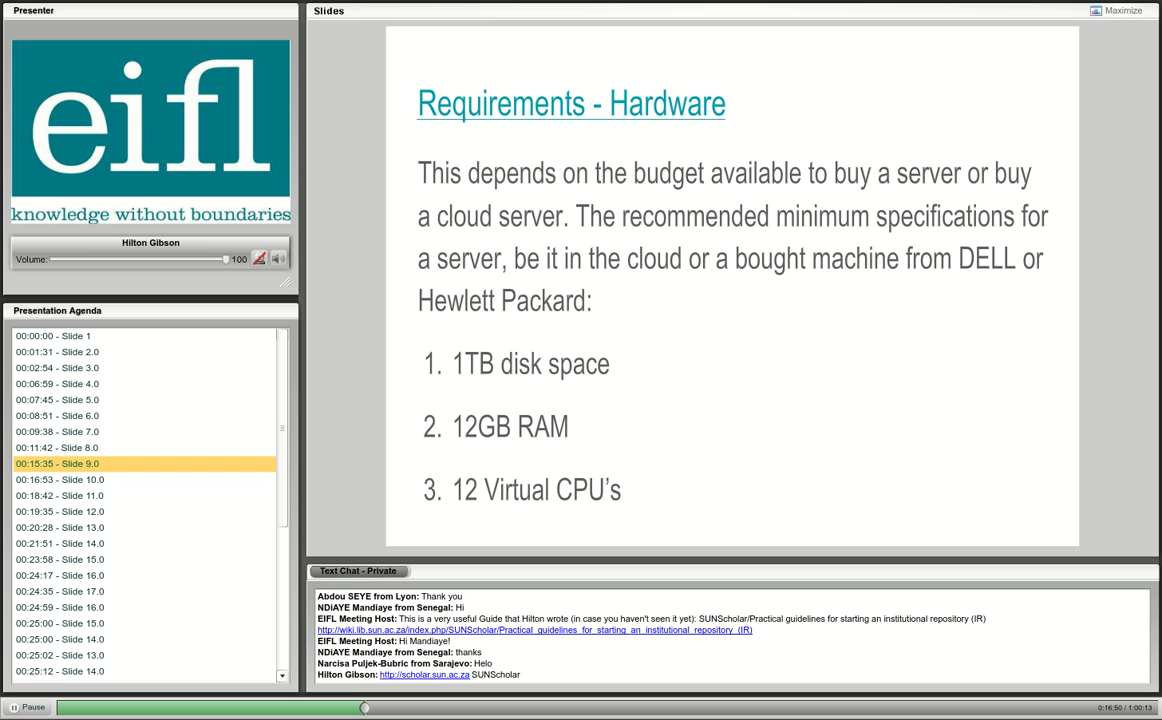 Presenter
eifl
knowledge without boundaries
Hilton Gibson
Volume: 100
Presentation Agenda
00:00:00 - Slide 1
00:01:31 - Slide 2.0
00:02:54 - Slide 3.0
00:06:59 - Slide 4.0
00:07:45 - Slide 5.0
00:08:51 - Slide 6.0
00:09:38 - Slide 7.0
00:11:42 - Slide 8.0
00:15:35 - Slide 9.0
00:16:53 - Slide 10.0
00:18:42 - Slide 11.0
00:19:35 - Slide 12.0
00:20:28 - Slide 13.0
00:21:51 - Slide 14.0
00:23:58 - Slide 15.0
00:24:17 - Slide 16.0
00:24:35 - Slide 17.0
00:24:59 - Slide 16.0
00:25:00 - Slide 15.0
00:25:00 - Slide 14.0
00:25:02 - Slide 13.0
00:25:12 - Slide 14.0
Slides
Maximize
Requirements - Hardware
This depends on the budget available to buy a server or buy
a cloud server. The recommended minimum specifications for
a server, be it in the cloud or a bought machine from DELL or
Hewlett Packard:
1. 1TB disk space
2. 12GB RAM
3. 12 Virtual CPU’s
Text Chat - Private
Abdou SEYE from Lyon: Thank you
NDiAYE Mandiaye from Senegal: Hi
EIFL Meeting Host: This is a very useful Guide that Hilton wrote (in case you haven't seen it yet): SUNScholar/Practical guidelines for starting an institutional repository (IR)
http://wiki.lib.sun.ac.za/index.php/SUNScholar/Practical_guidelines_for_starting_an_institutional_repository_(IR)
EIFL Meeting Host: Hi Mandiaye!
NDiAYE Mandiaye from Senegal: thanks
Narcisa Puljek-Bubric from Sarajevo: Helo
Hilton Gibson: http://scholar.sun.ac.za SUNScholar
Pause
0:16:50 / 1:00:13